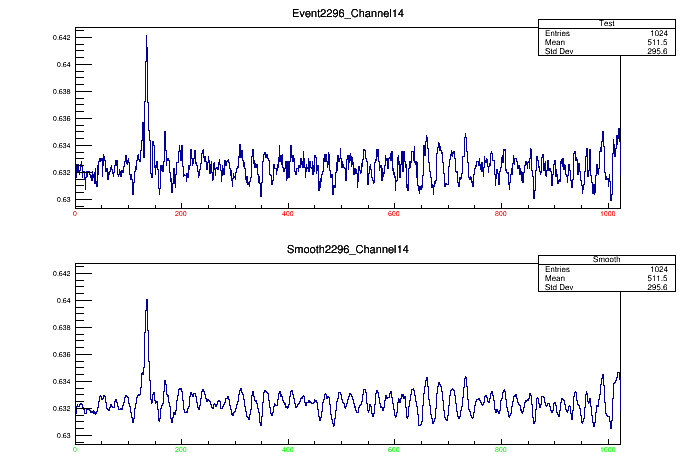 Event2296_Channel14
Test
Entries 1024
Mean 511.5
Std Dev 295.6
0.642
0.64
0.638
0.636
0.634
0.632
0.63
0 200 400 600 800 1000
Smooth2296_Channel14
Smooth
Entries 1024
Mean 511.5
Std Dev 295.6
0.642
0.64
0.638
0.636
0.634
0.632
0.63
0 200 400 600 800 1000